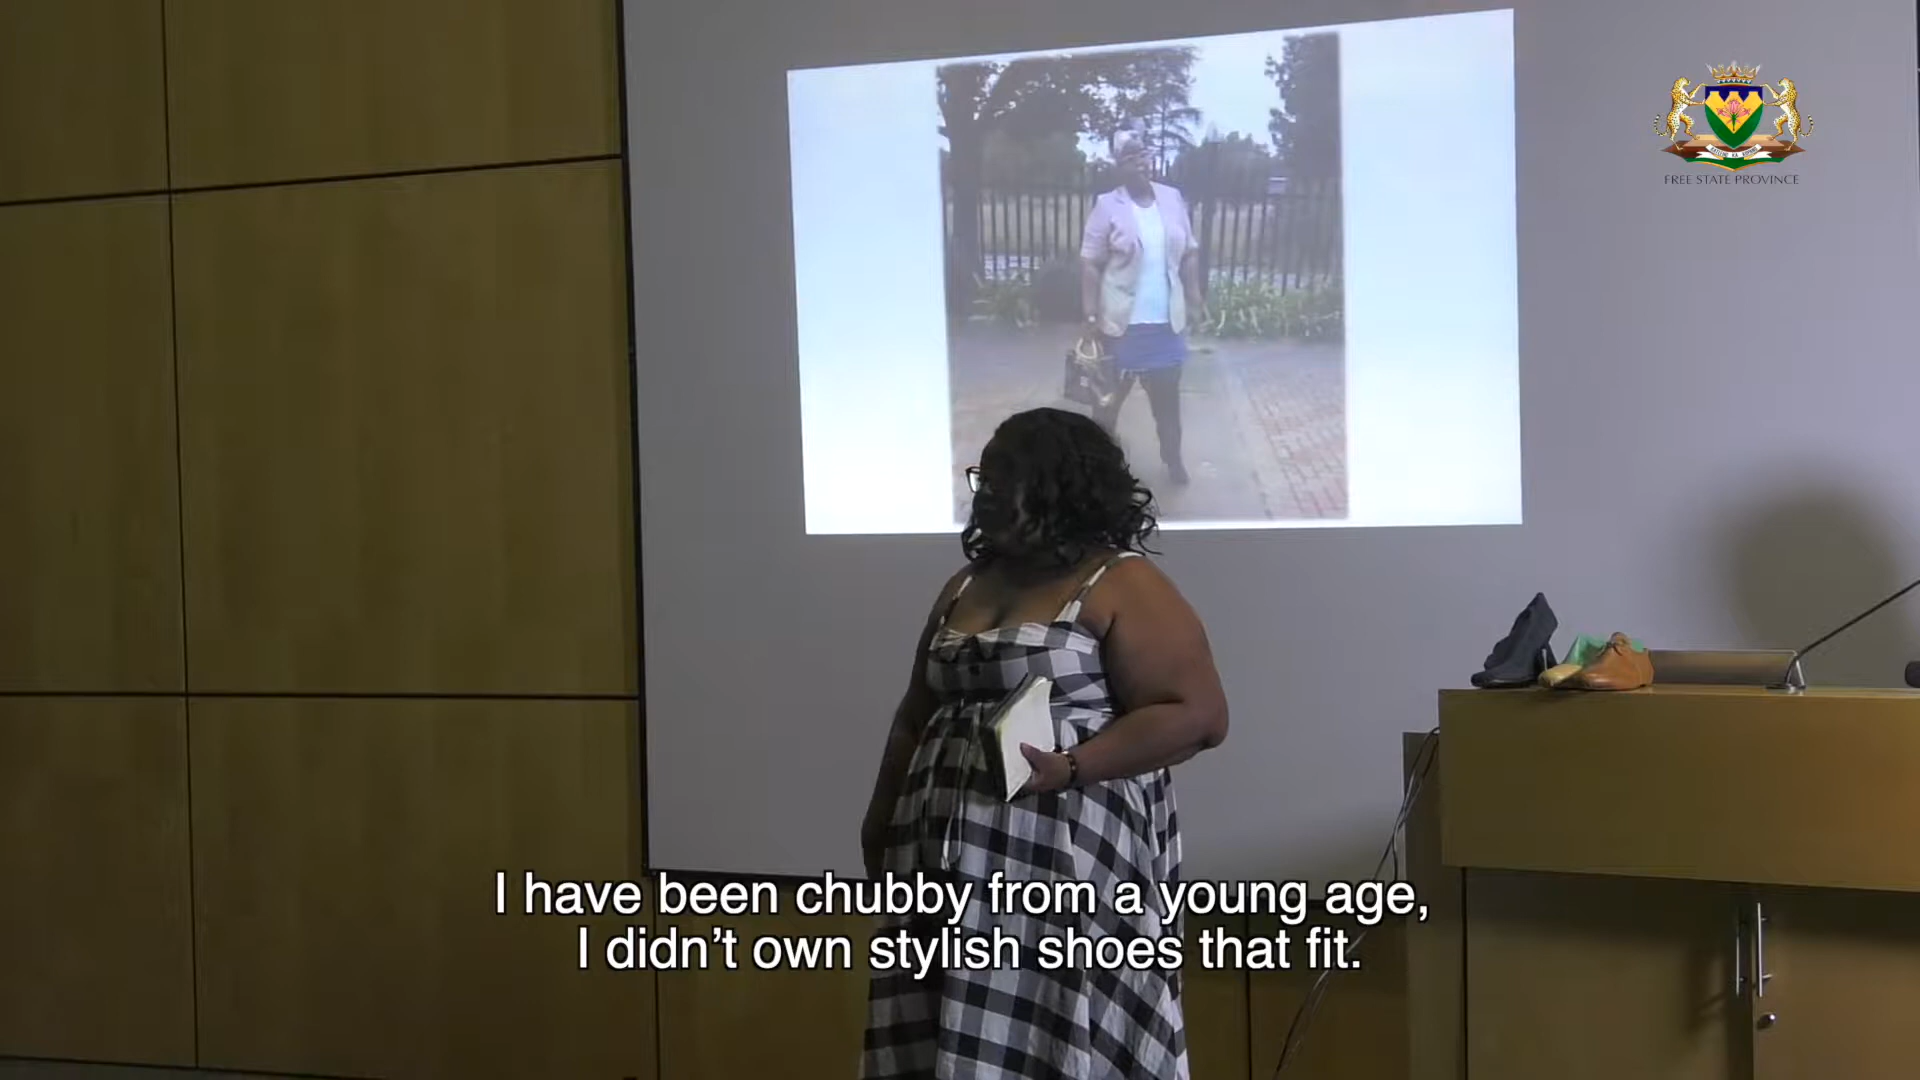 FREE STATE PROVINCE
I have been chubby from a young age,
I didn't own stylish shoes that fit.